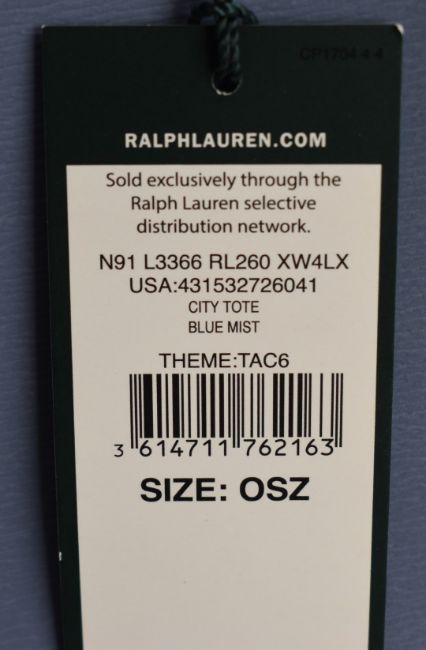 CP1704 4-4
RALPHLAUREN.COM
Sold exclusively through the
Ralph Lauren selective
distribution network.
N91 L3366 RL260 XW4LX
USA:431532726041
CITY TOTE
BLUE MIST
THEME:TAC6
3 614711 762163
SIZE: OSZ